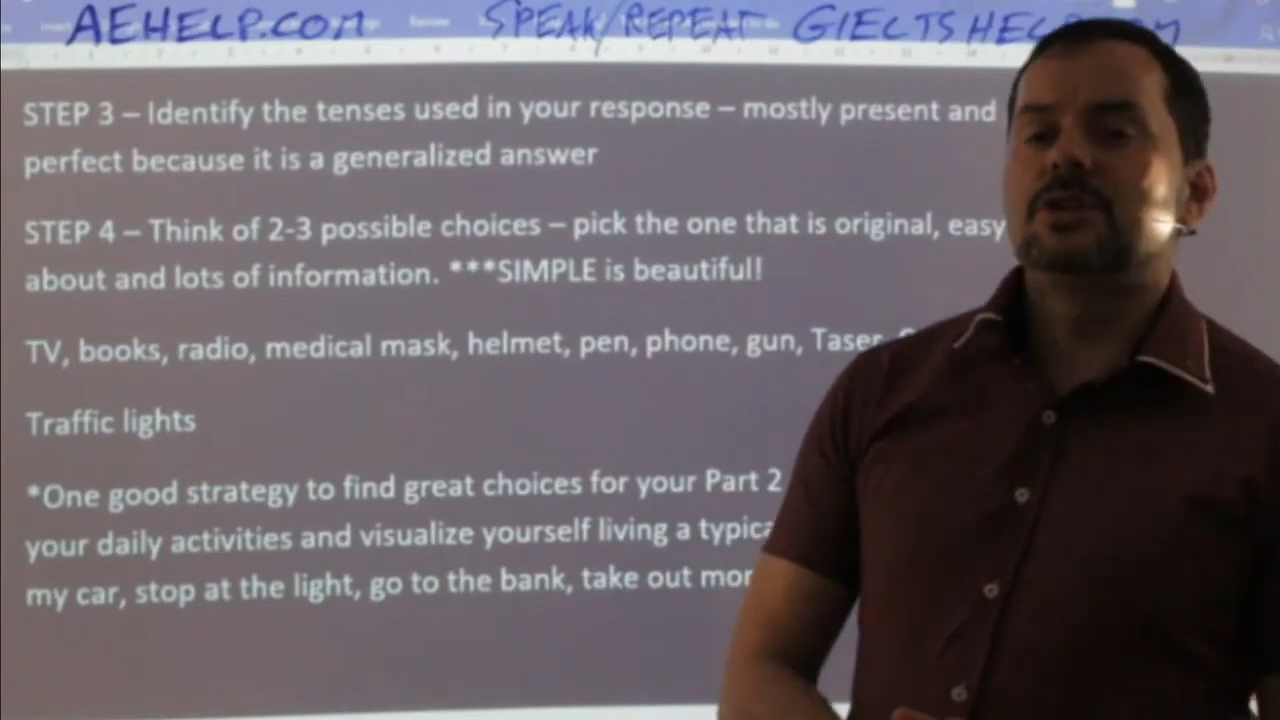 AEHELP.COM SPEAK/REPEAT GIELTSHELP
STEP 3 – Identify the tenses used in your response – mostly present and
perfect because it is a generalized answer
STEP 4 – Think of 2-3 possible choices – pick the one that is original, easy
about and lots of information. ***SIMPLE is beautiful!
TV, books, radio, medical mask, helmet, pen, phone, gun, Taser,
Traffic lights
*One good strategy to find great choices for your Part 2
your daily activities and visualize yourself living a
my car, stop at the light, go to the bank, take out